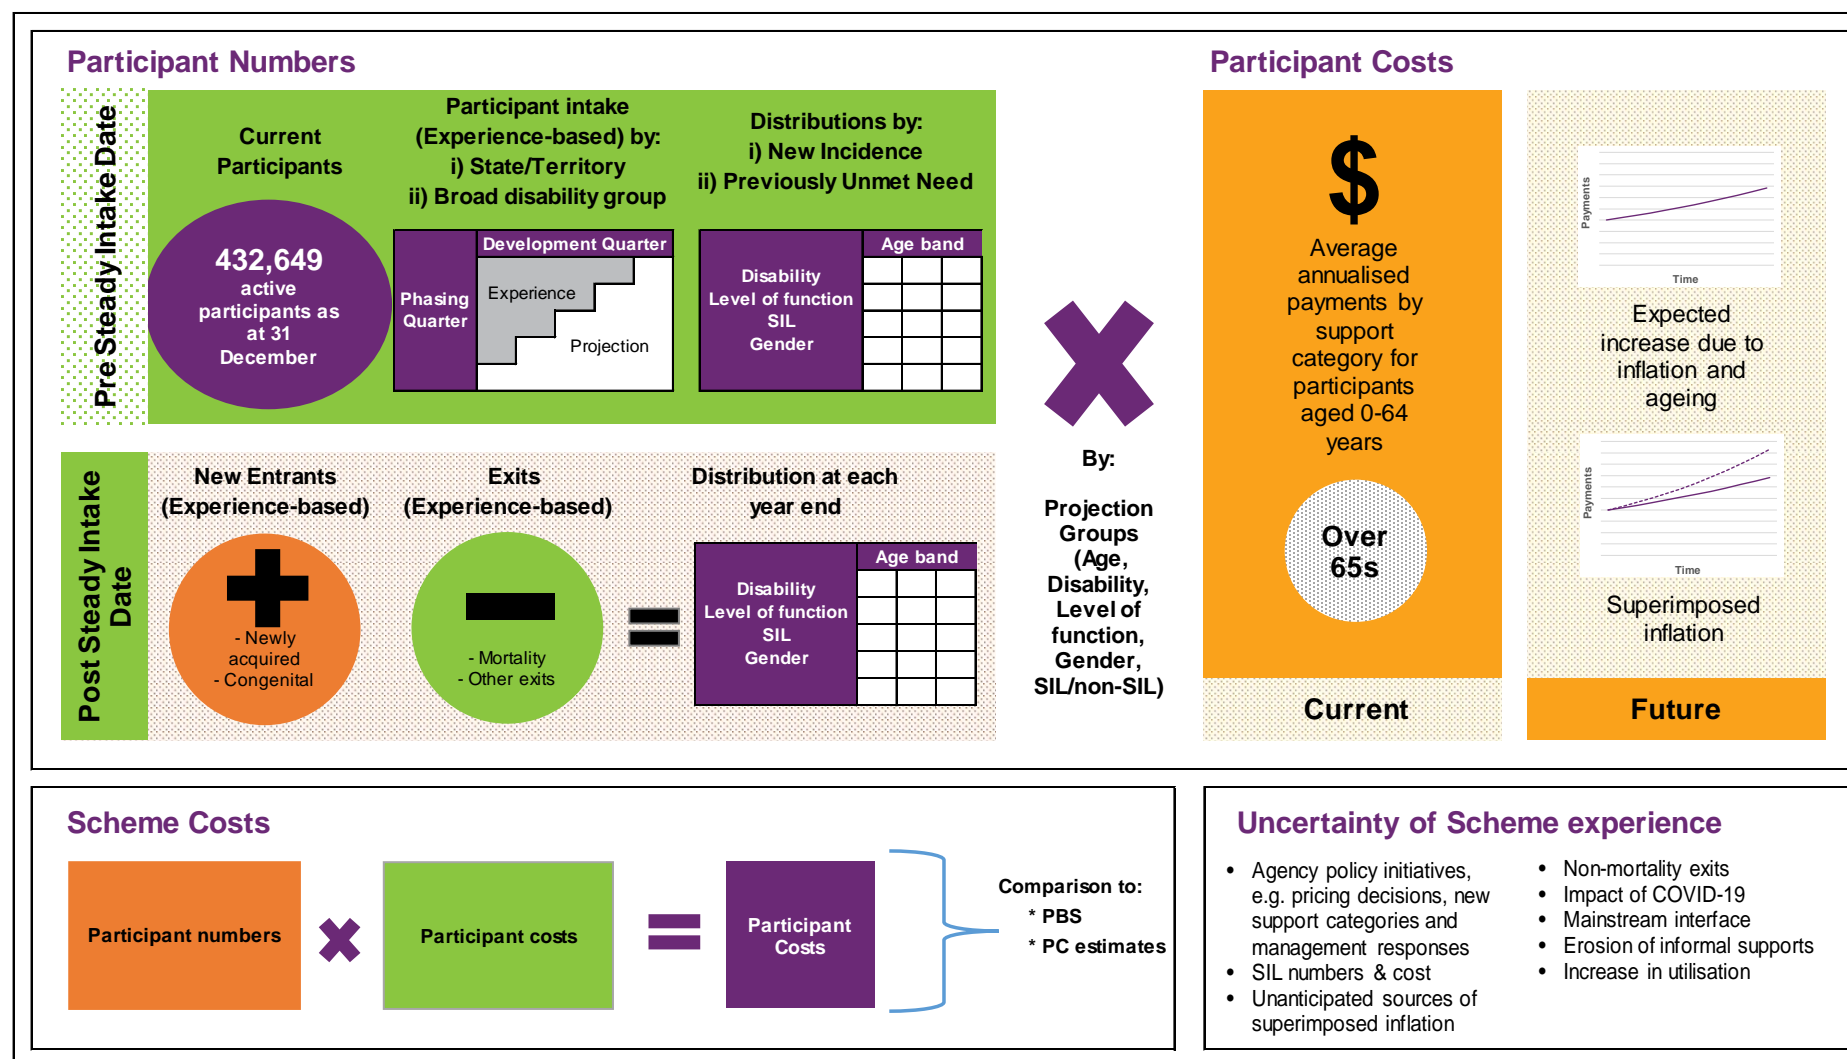 Participant Numbers
Pre Steady Intake Date
Current
Participants
432,649
active
participants as
at 31
December
Participant intake
(Experience-based) by:
i) State/Territory
ii) Broad disability group
Development Quarter
Phasing
Quarter
Experience
Projection
Distributions by:
i) New Incidence
ii) Previously Unmet Need
Age band
Disability
Level of function
SIL
Gender
Post Steady Intake
Date
New Entrants
(Experience-based)
- Newly
acquired
- Congenital
Exits
(Experience-based)
- Mortality
- Other exits
Distribution at each
year end
Age band
Disability
Level of function
SIL
Gender
By:
Projection
Groups
(Age,
Disability,
Level of
function,
Gender,
SIL/non-SIL)
Participant Costs
$
Average
annualised
payments by
support
category for
participants
aged 0-64
years
Over
65s
Current
Payments
Time
Expected
increase due to
inflation and
ageing
Payments
Time
Superimposed
inflation
Future
Scheme Costs
Participant numbers
Participant costs
Participant
Costs
Comparison to:
* PBS
* PC estimates
Uncertainty of Scheme experience
• Agency policy initiatives,
e.g. pricing decisions, new
support categories and
management responses
• SIL numbers & cost
• Unanticipated sources of
superimposed inflation
• Non-mortality exits
• Impact of COVID-19
• Mainstream interface
• Erosion of informal supports
• Increase in utilisation